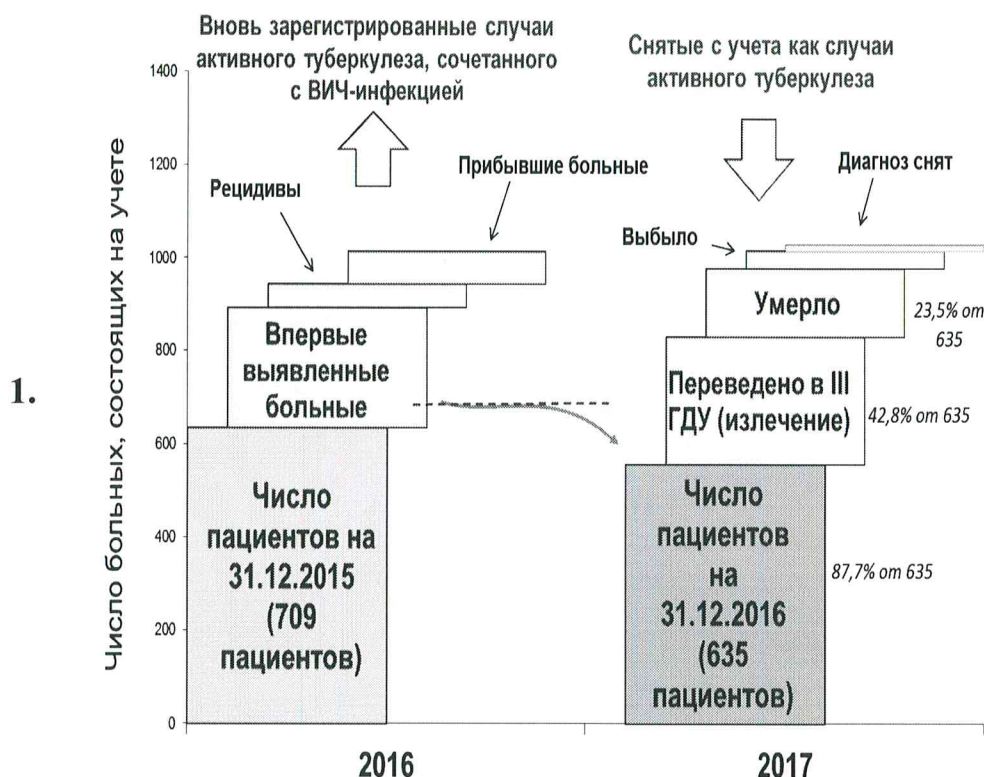 Вновь зарегистрированные случаи
активного туберкулеза, сочетанного
с ВИЧ-инфекцией
Снятые с учета как случаи
активного туберкулеза
1400
1200
1000
800
600
400
200
0
Число больных, состоящих на учете
1.
Рецидивы
Прибывшие больные
Впервые
выявленные
больные
Число
пациентов на
31.12.2015
(709
пациентов)
2016
Диагноз снят
Выбыло
Умерло
23,5% от
635
Переведено в III
ГДУ (излечение)
42,8% от 635
Число
пациентов
на
31.12.2016
(635
пациентов)
87,7% от 635
2017